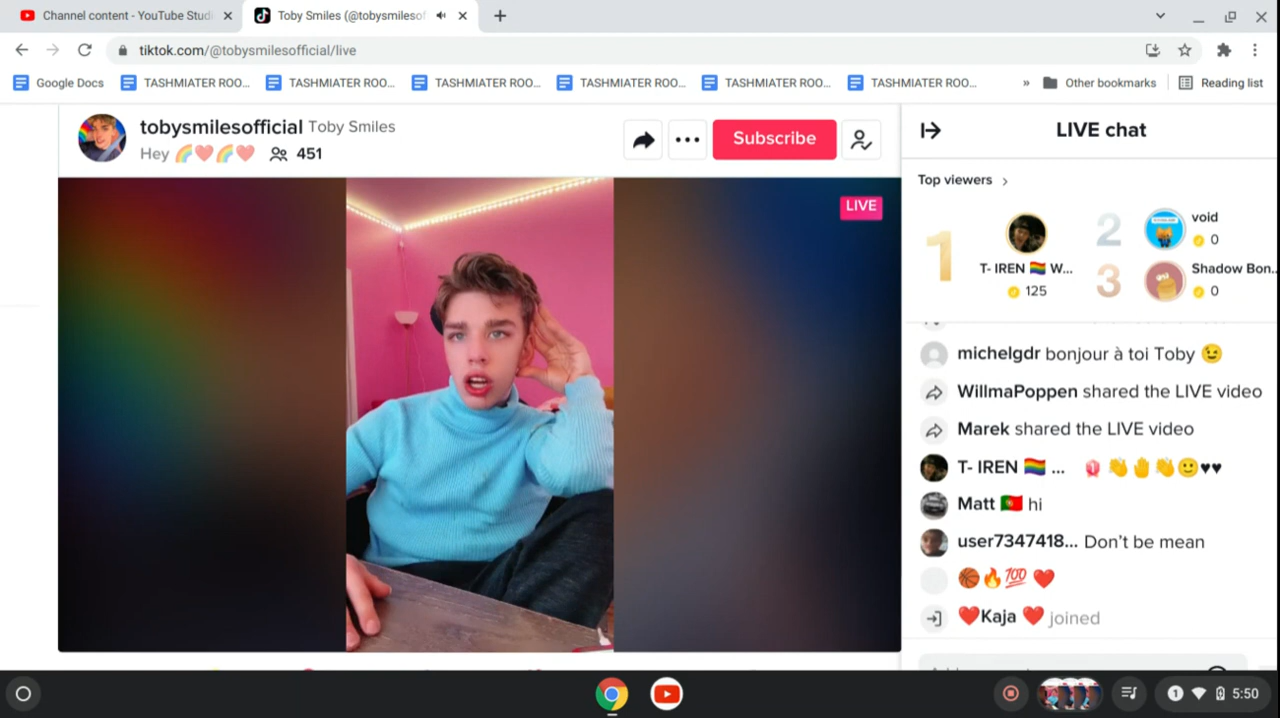 Channel content - YouTube Studi
Toby Smiles (@tobysmilesof
tiktok.com/@tobysmilesofficial/live
Google Docs TASHMIATER ROO... TASHMIATER ROO... TASHMIATER ROO... TASHMIATER ROO... TASHMIATER ROO... TASHMIATER ROO... » Other bookmarks Reading list
tobysmilesofficial Toby Smiles
Hey 🌈❤️🌈❤️ 451
Subscribe
LIVE
LIVE chat
Top viewers >
1
T- IREN 🏳️‍🌈 W...
125
2
void
0
3
Shadow Bon..
0
michelgdr bonjour à toi Toby 😉
WillmaPoppen shared the LIVE video
Marek shared the LIVE video
T- IREN 🏳️‍🌈 ... 👏🤚👏🙂♥♥
Matt 🇵🇹 hi
user7347418... Don't be mean
🏀🔥💯 ❤️
❤️Kaja ❤️ joined
1 5:50